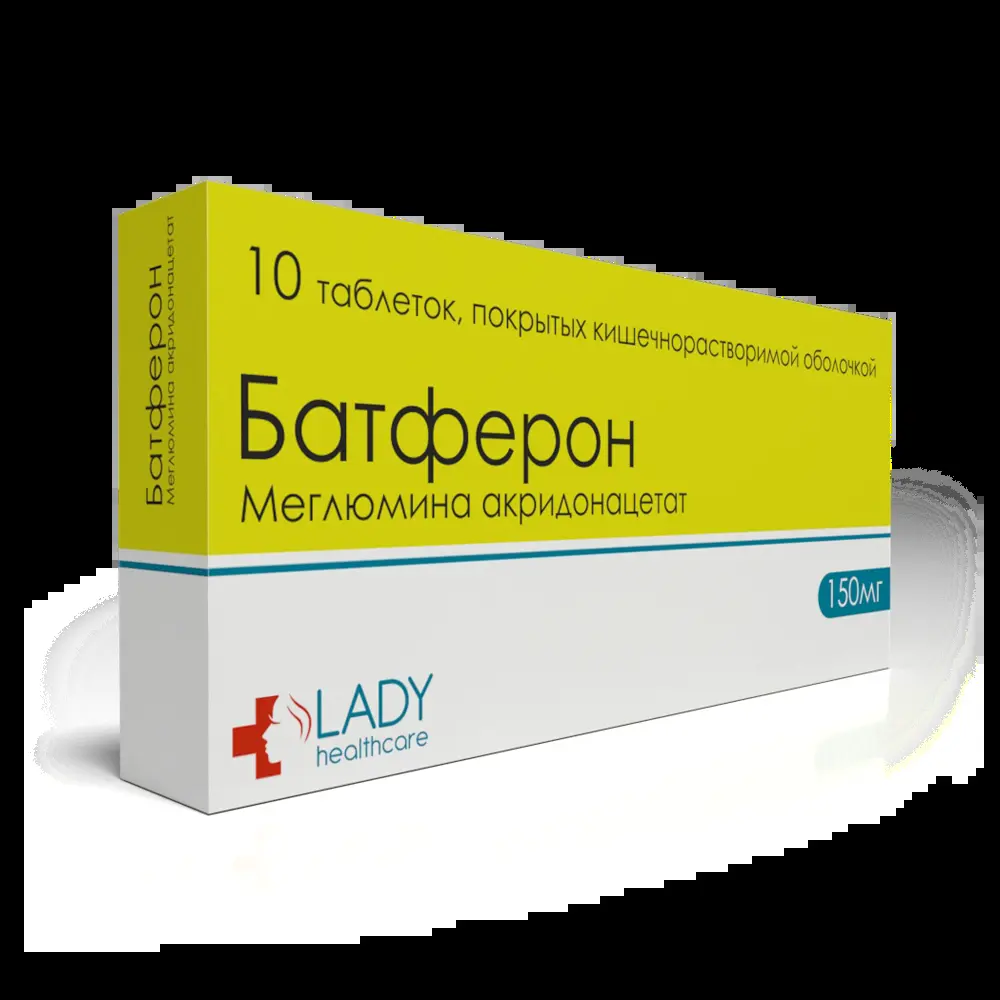 Батферон
Меглюмина акридонацетат
10 таблеток, покрытых кишечнорастворимой оболочкой
Батферон
Меглюмина акридонацетат
150мг
LADY
healthcare